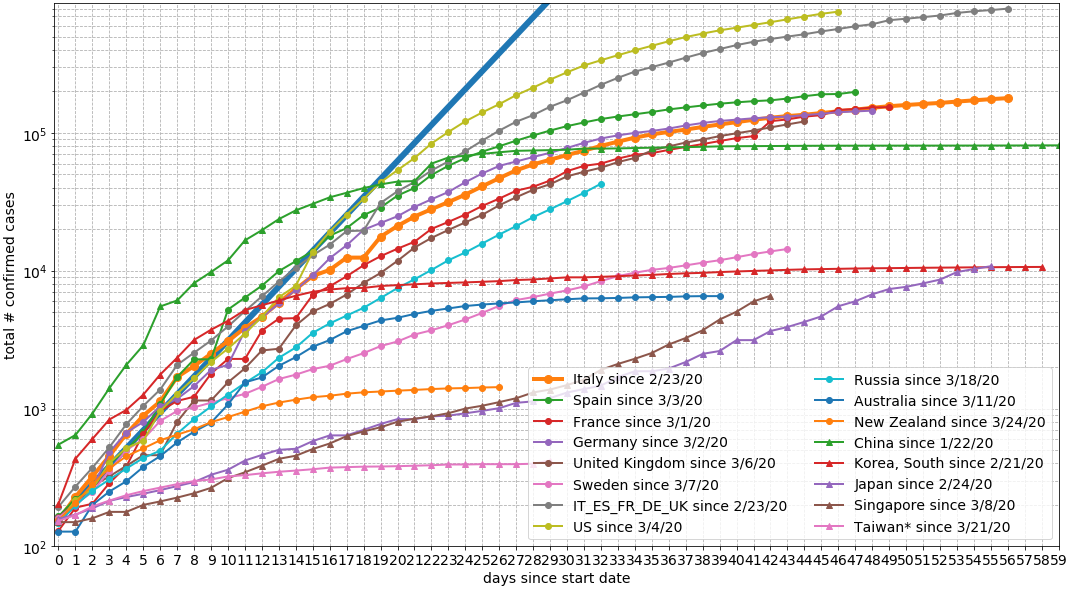 total # confirmed cases
10^5
10^4
10^3
10^2
Italy since 2/23/20
Spain since 3/3/20
France since 3/1/20
Germany since 3/2/20
United Kingdom since 3/6/20
Sweden since 3/7/20
IT_ES_FR_DE_UK since 2/23/20
US since 3/4/20
Russia since 3/18/20
Australia since 3/11/20
New Zealand since 3/24/20
China since 1/22/20
Korea, South since 2/21/20
Japan since 2/24/20
Singapore since 3/8/20
Taiwan* since 3/21/20
0 1 2 3 4 5 6 7 8 9 10 11 12 13 14 15 16 17 18 19 20 21 22 23 24 25 26 27 28 29 30 31 32 33 34 35 36 37 38 39 40 41 42 43 44 45 46 47 48 49 50 51 52 53 54 55 56 57 58 59
days since start date